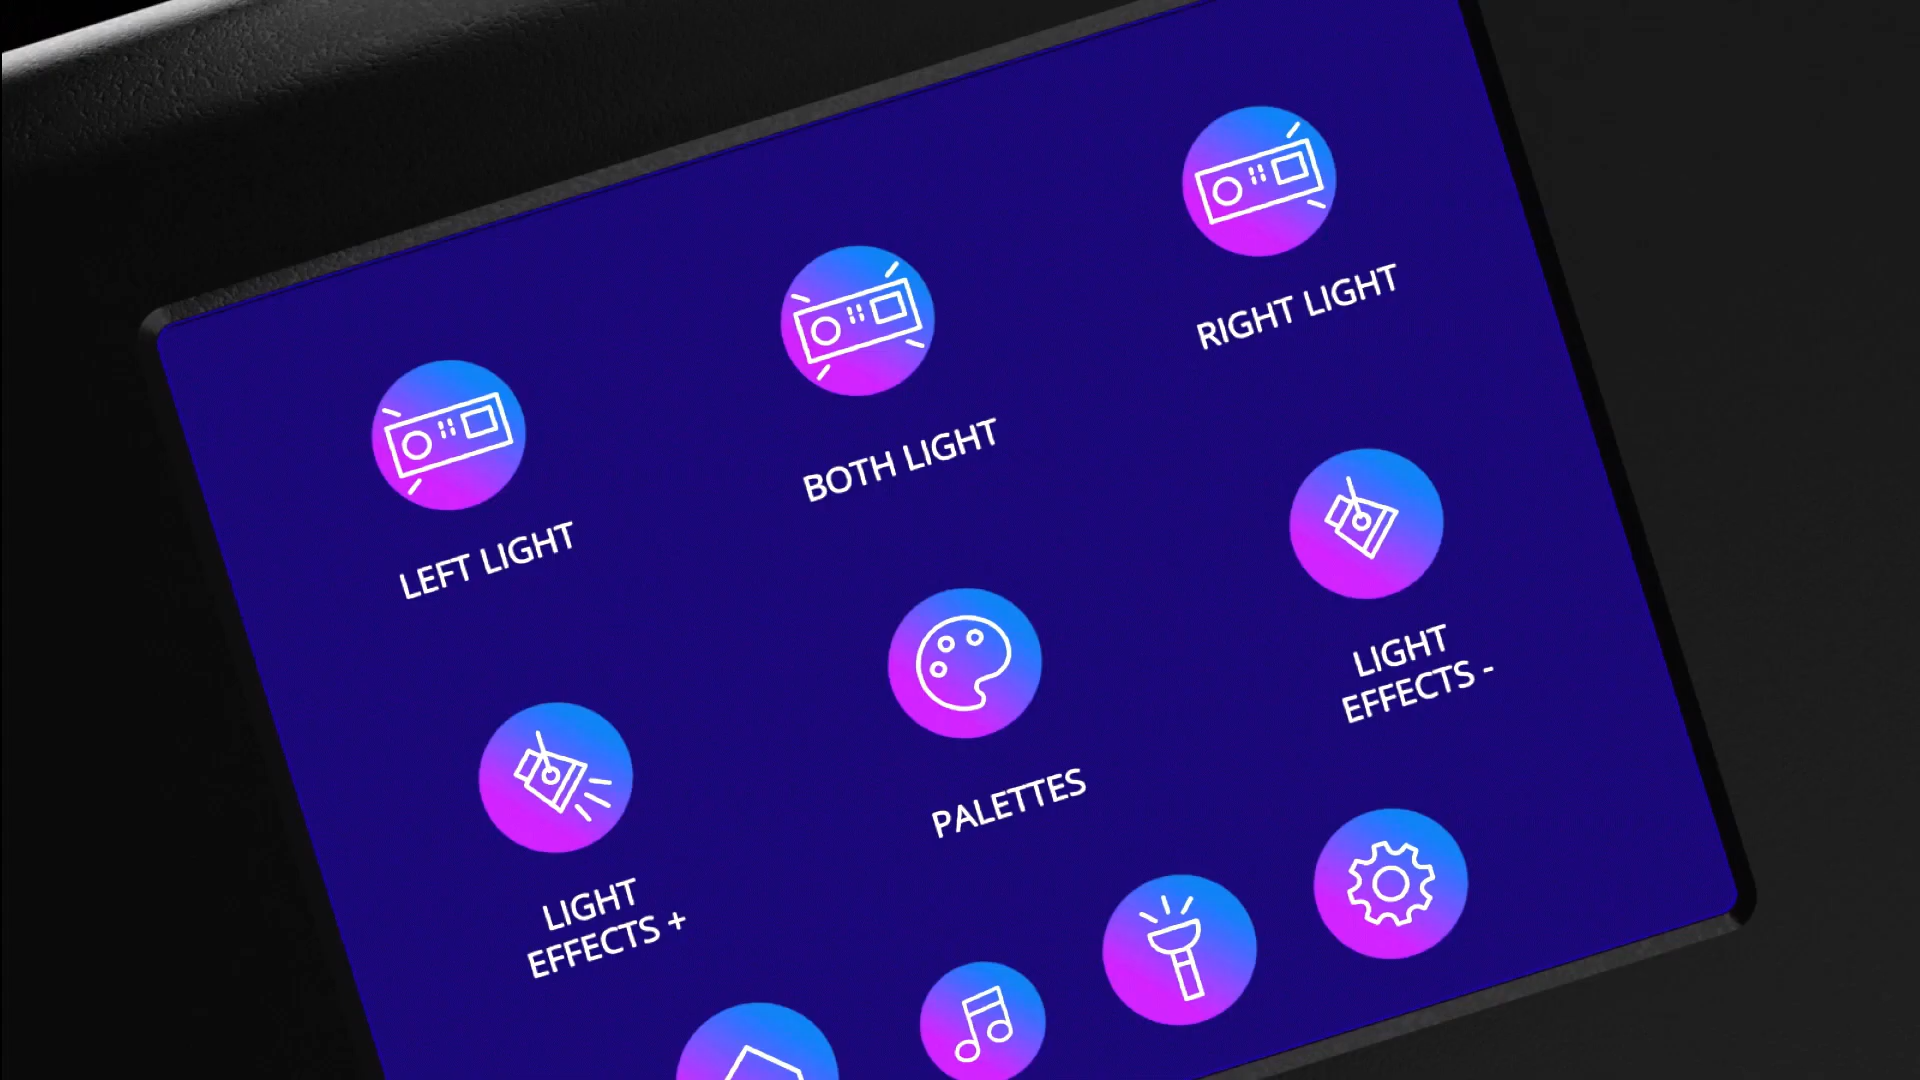 LEFT LIGHT
BOTH LIGHT
RIGHT LIGHT
LIGHT
EFFECTS +
PALETTES
LIGHT
EFFECTS -